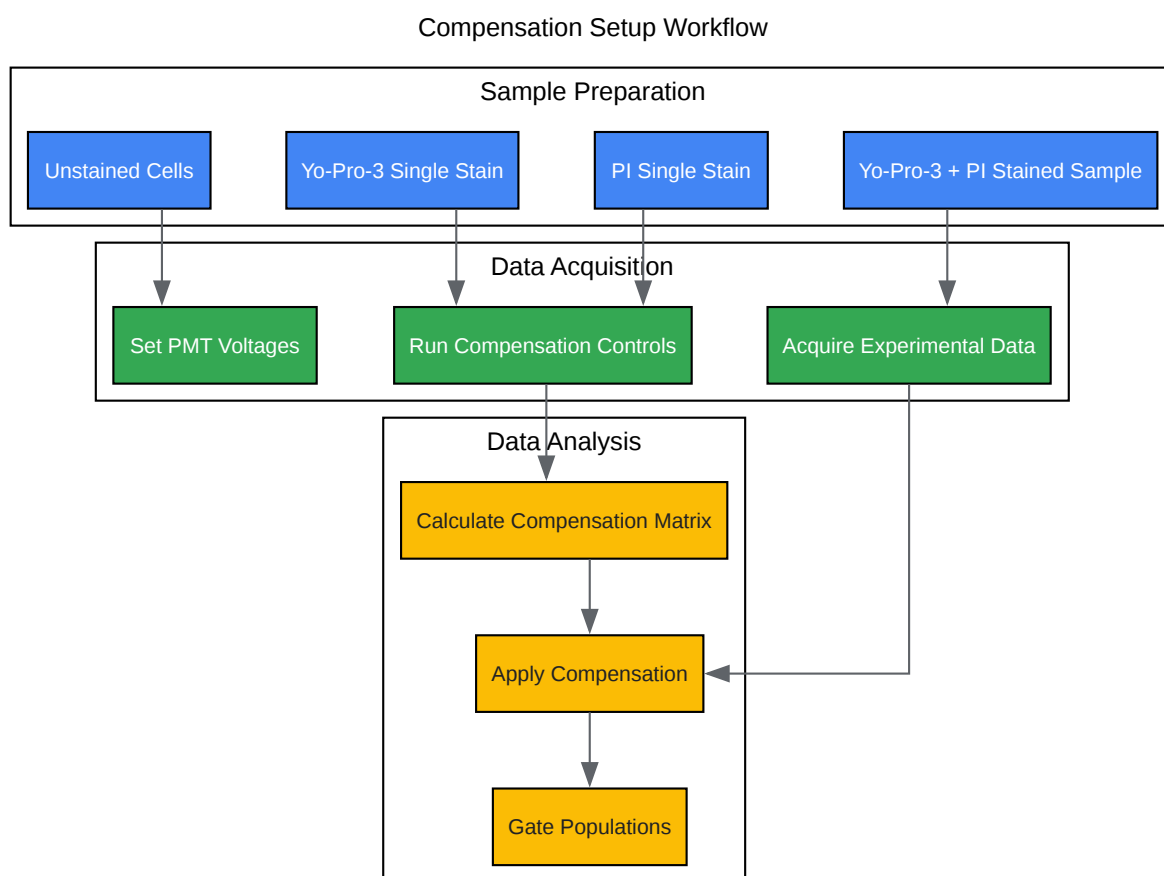 Compensation Setup Workflow
Sample Preparation
Unstained Cells
Yo-Pro-3 Single Stain
PI Single Stain
Yo-Pro-3 + PI Stained Sample
Data Acquisition
Set PMT Voltages
Run Compensation Controls
Acquire Experimental Data
Data Analysis
Calculate Compensation Matrix
Apply Compensation
Gate Populations